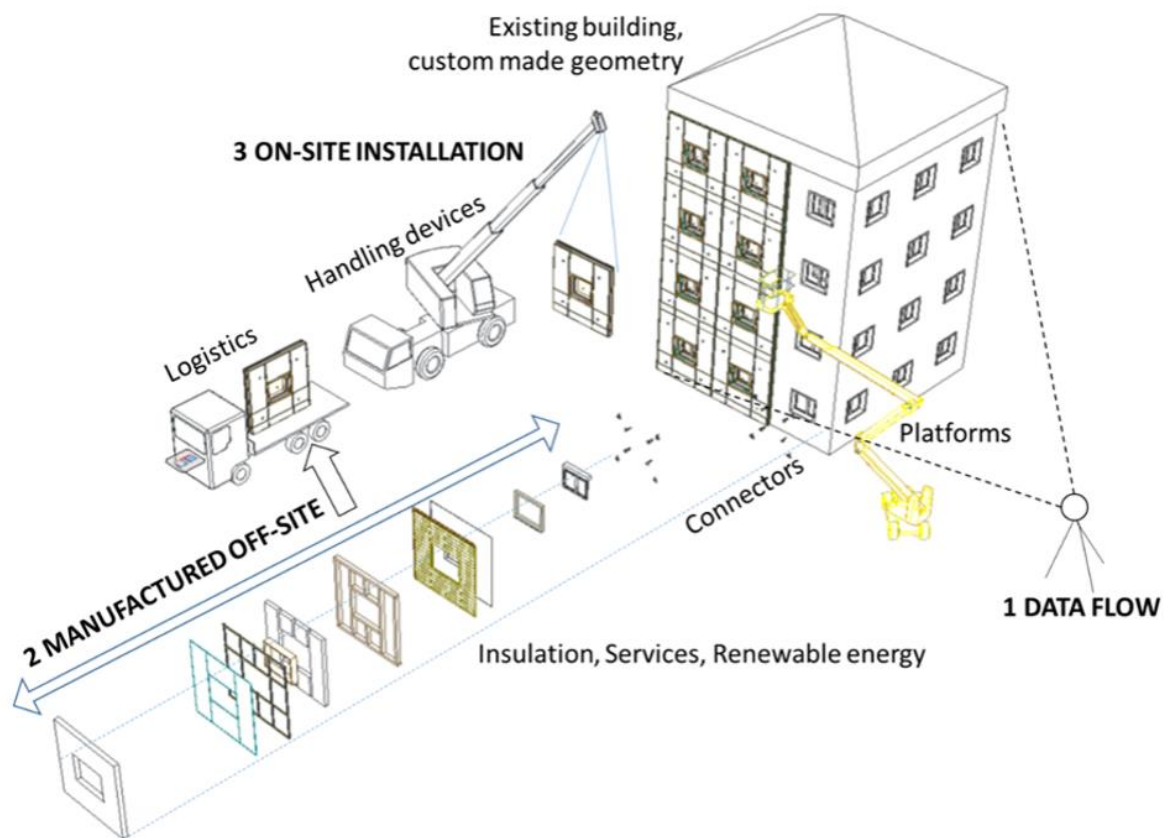 Existing building,
custom made geometry
3 ON-SITE INSTALLATION
Handling devices
Logistics
Platforms
Connectors
2 MANUFACTURED OFF-SITE
1 DATA FLOW
Insulation, Services, Renewable energy